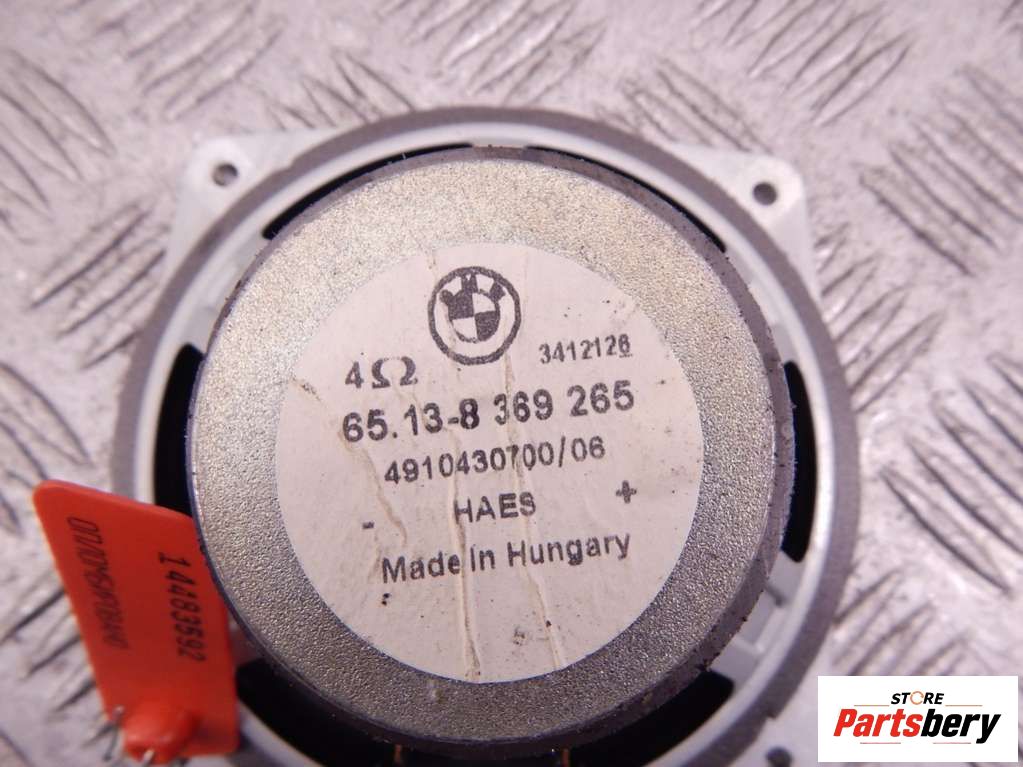 4Ω
3412126
65.13-8 369 265
4910430700/06
- HAES +
Made In Hungary
14483592
STORE
Partsbery